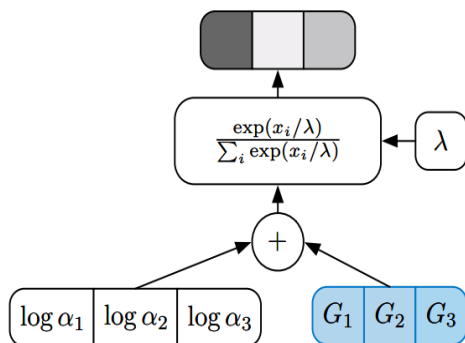 exp(x_i/λ)
∑_i exp(x_i/λ)
λ
+
log α_1 log α_2 log α_3 G_1 G_2 G_3